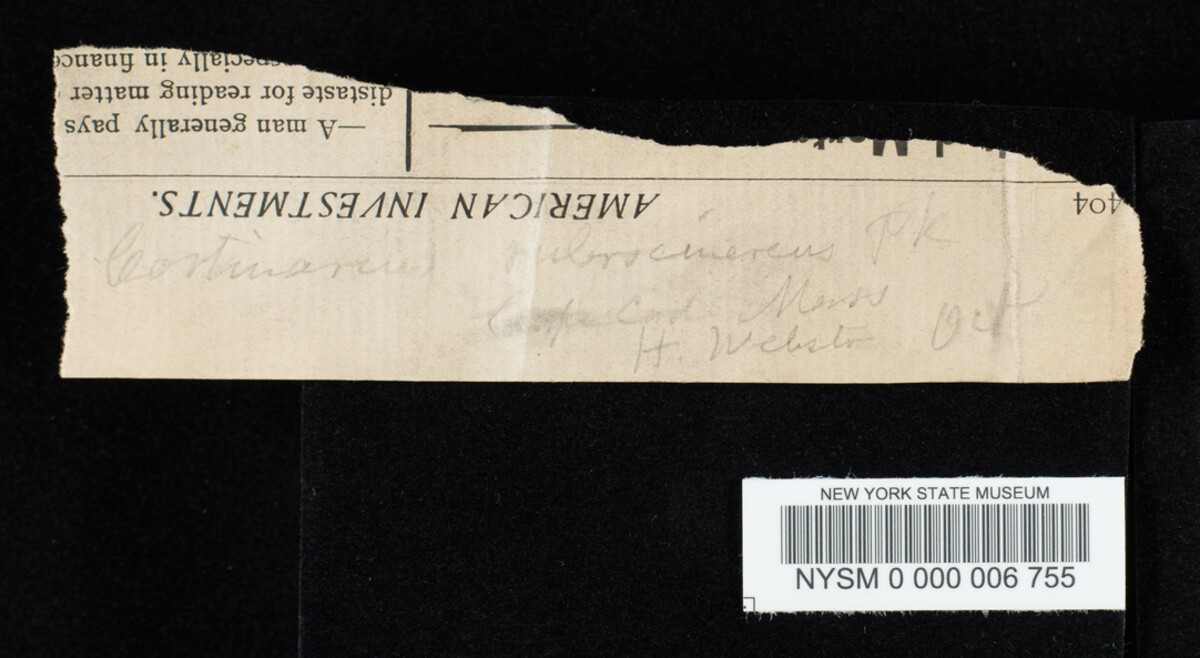 especially in finance
distaste for reading matter
—A man generally pays
AMERICAN INVESTMENTS.
404
Cortinarius rubrocinereus Pk
Cape Cod Mass
H. Webster Oct
NEW YORK STATE MUSEUM
NYSM 0 000 006 755